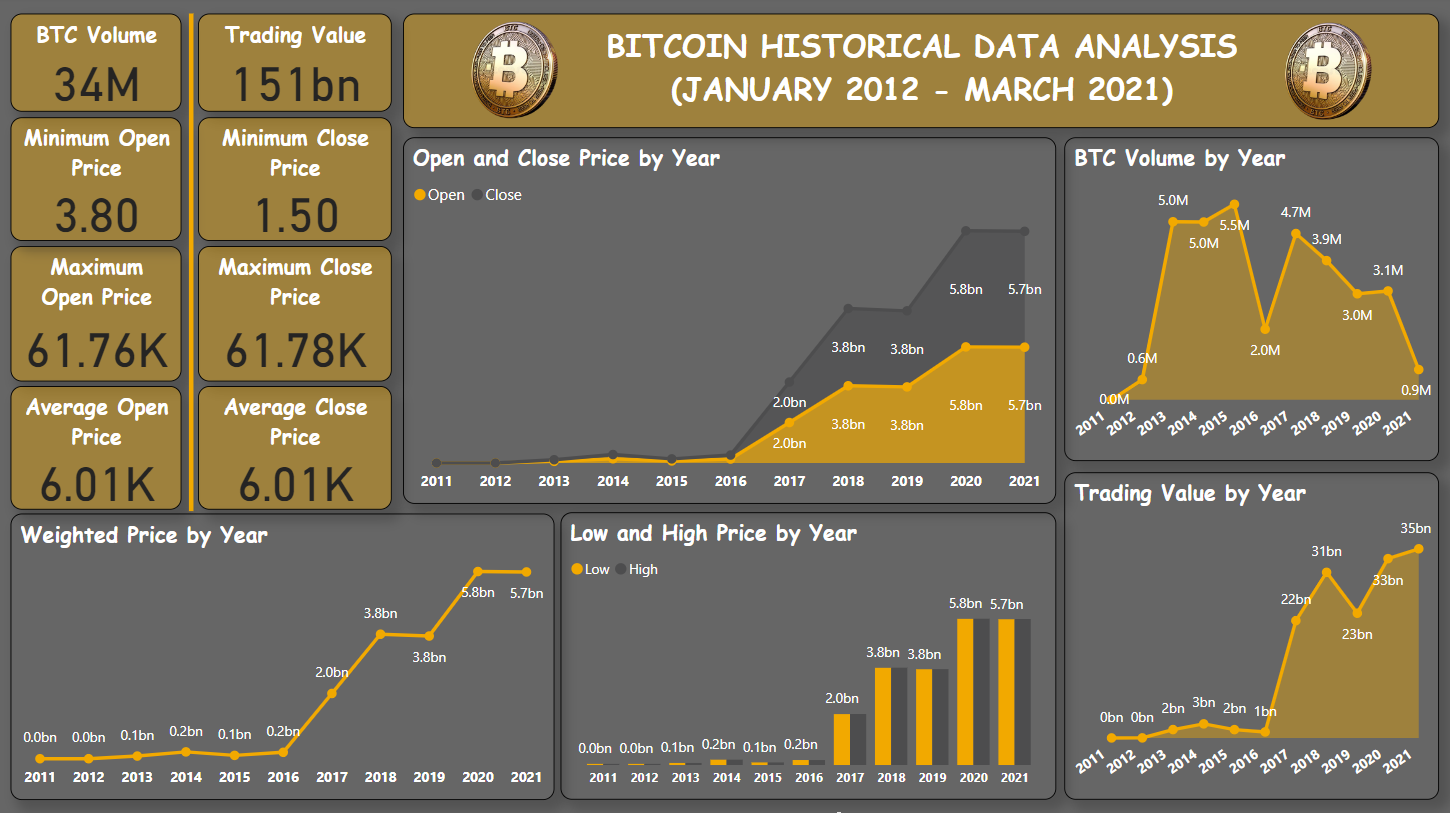 BTC Volume
34M
Trading Value
151bn
BITCOIN HISTORICAL DATA ANALYSIS
(JANUARY 2012 - MARCH 2021)
Minimum Open
Price
3.80
Minimum Close
Price
1.50
Maximum
Open Price
61.76K
Maximum Close
Price
61.78K
Average Open
Price
6.01K
Average Close
Price
6.01K
Open and Close Price by Year
Open Close
5.8bn 5.7bn
3.8bn 3.8bn
2.0bn
5.8bn 5.7bn
3.8bn 3.8bn
2.0bn
2011 2012 2013 2014 2015 2016 2017 2018 2019 2020 2021
BTC Volume by Year
0.0M 0.6M 5.0M 5.0M 5.5M 2.0M 4.7M 3.9M 3.0M 3.1M 0.9M
2011 2012 2013 2014 2015 2016 2017 2018 2019 2020 2021
Weighted Price by Year
0.0bn 0.0bn 0.1bn 0.2bn 0.1bn 0.2bn 2.0bn 3.8bn 3.8bn 5.8bn 5.7bn
2011 2012 2013 2014 2015 2016 2017 2018 2019 2020 2021
Low and High Price by Year
Low High
0.0bn 0.0bn 0.1bn 0.2bn 0.1bn 0.2bn 2.0bn 3.8bn 3.8bn 5.8bn 5.7bn
2011 2012 2013 2014 2015 2016 2017 2018 2019 2020 2021
Trading Value by Year
0bn 0bn 2bn 3bn 2bn 1bn 22bn 31bn 23bn 33bn 35bn
2011 2012 2013 2014 2015 2016 2017 2018 2019 2020 2021